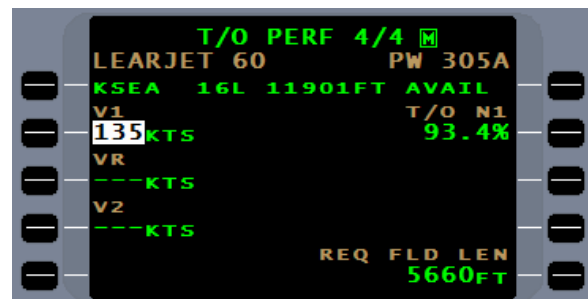 T/O PERF 4/4 M
LEARJET 60 PW 305A
KSEA 16L 11901FT AVAIL
V1 T/O N1
135KTS 93.4%
VR
---KTS
V2
---KTS
REQ FLD LEN
5660FT